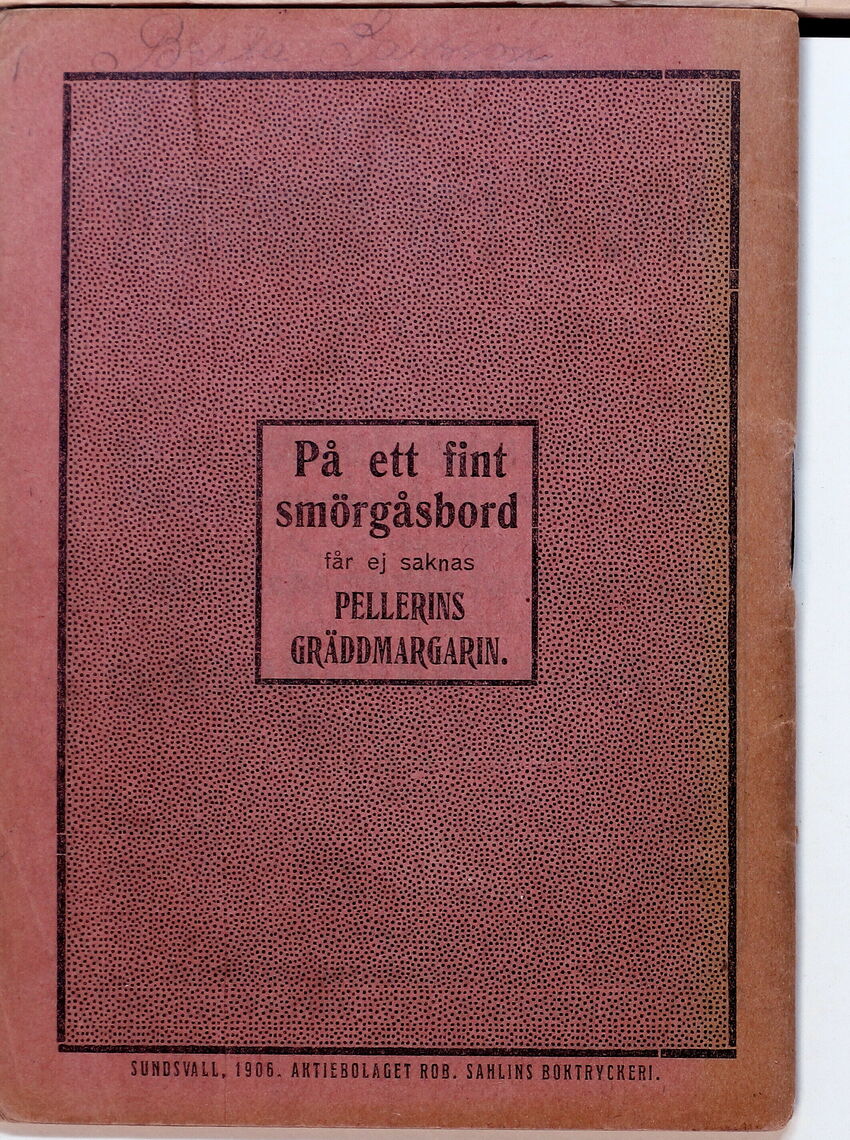 På ett fint
smörgåsbord
får ej saknas
PELLERINS
GRÄDDMARGARIN.
SUNDSVALL, 1906. AKTIEBOLAGET ROB. SAHLINS BOKTRYCKERI.